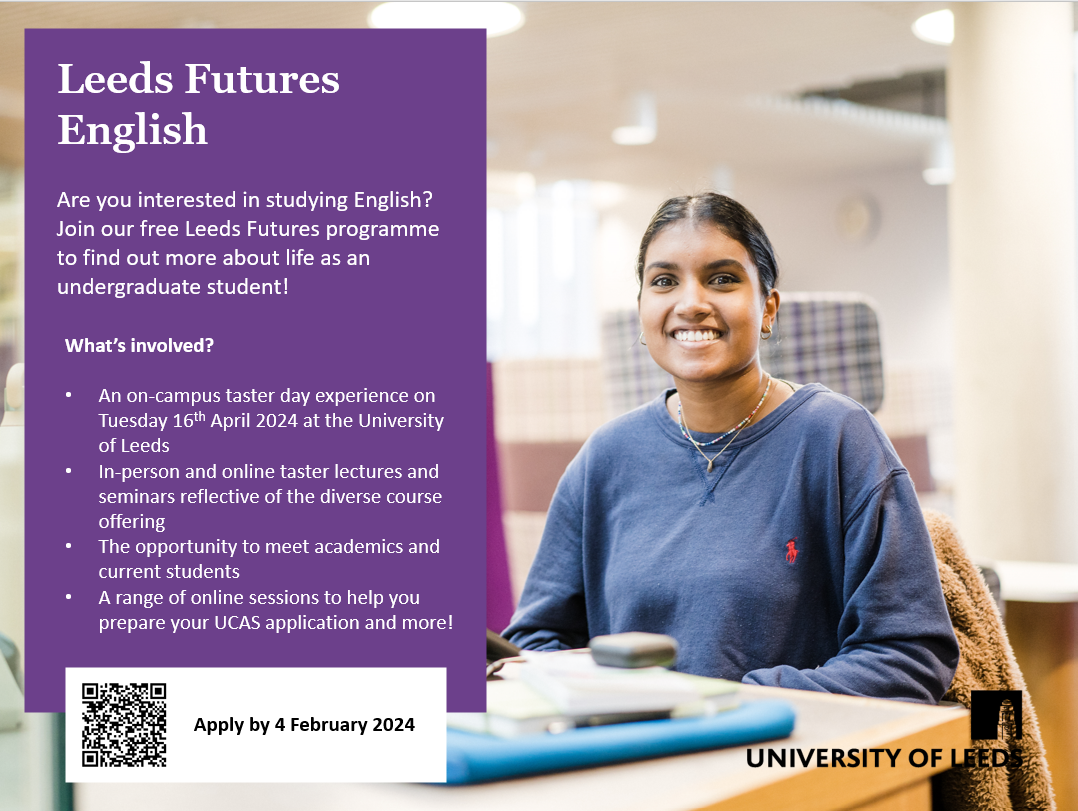 Leeds Futures
English
Are you interested in studying English?
Join our free Leeds Futures programme
to find out more about life as an
undergraduate student!
What's involved?
• An on-campus taster day experience on
Tuesday 16th April 2024 at the University
of Leeds
• In-person and online taster lectures and
seminars reflective of the diverse course
offering
• The opportunity to meet academics and
current students
• A range of online sessions to help you
prepare your UCAS application and more!
Apply by 4 February 2024
UNIVERSITY OF LEEDS